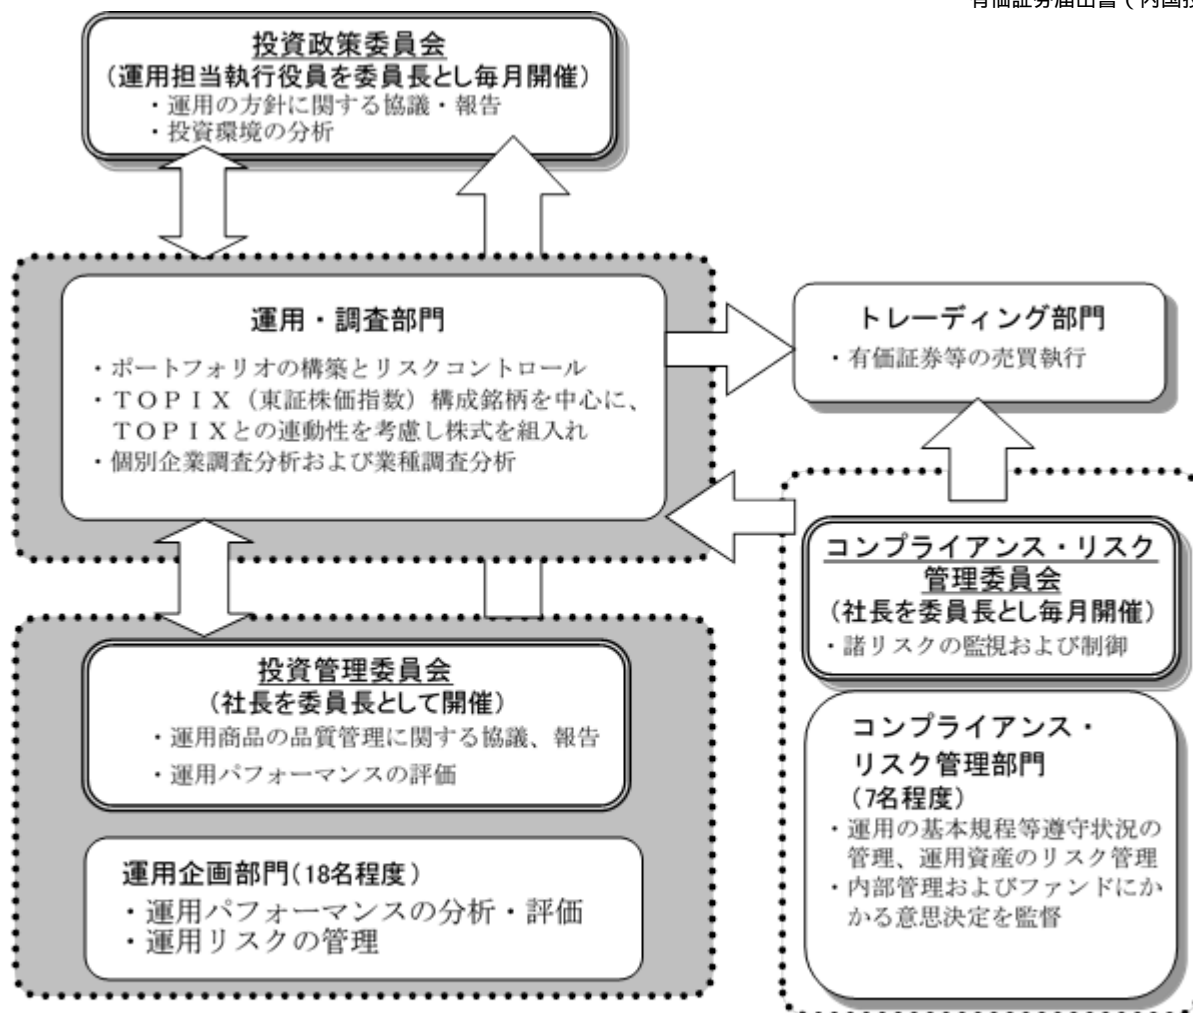 有価証券届出書（内国投
投資政策委員会
（運用担当執行役員を委員長とし毎月開催）
・運用の方針に関する協議・報告
・投資環境の分析
運用・調査部門
・ポートフォリオの構築とリスクコントロール
・ＴＯＰＩＸ（東証株価指数）構成銘柄を中心に、
ＴＯＰＩＸとの連動性を考慮し株式を組入れ
・個別企業調査分析および業種調査分析
トレーディング部門
・有価証券等の売買執行
コンプライアンス・リスク
管理委員会
（社長を委員長とし毎月開催）
・諸リスクの監視および制御
コンプライアンス・
リスク管理部門
（7名程度）
・運用の基本規程等遵守状況の
管理、運用資産のリスク管理
・内部管理およびファンドにか
かる意思決定を監督
投資管理委員会
（社長を委員長として開催）
・運用商品の品質管理に関する協議、報告
・運用パフォーマンスの評価
運用企画部門（18名程度）
・運用パフォーマンスの分析・評価
・運用リスクの管理